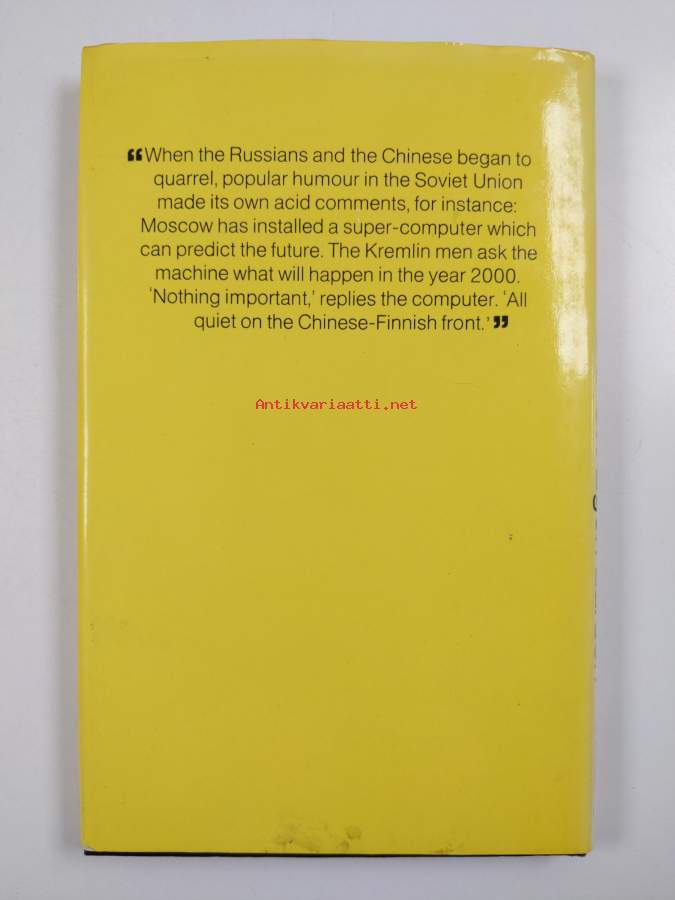 “When the Russians and the Chinese began to
quarrel, popular humour in the Soviet Union
made its own acid comments, for instance:
Moscow has installed a super-computer which
can predict the future. The Kremlin men ask the
machine what will happen in the year 2000.
‘Nothing important,’ replies the computer. ‘All
quiet on the Chinese-Finnish front.’”
Antikvariaatti.net